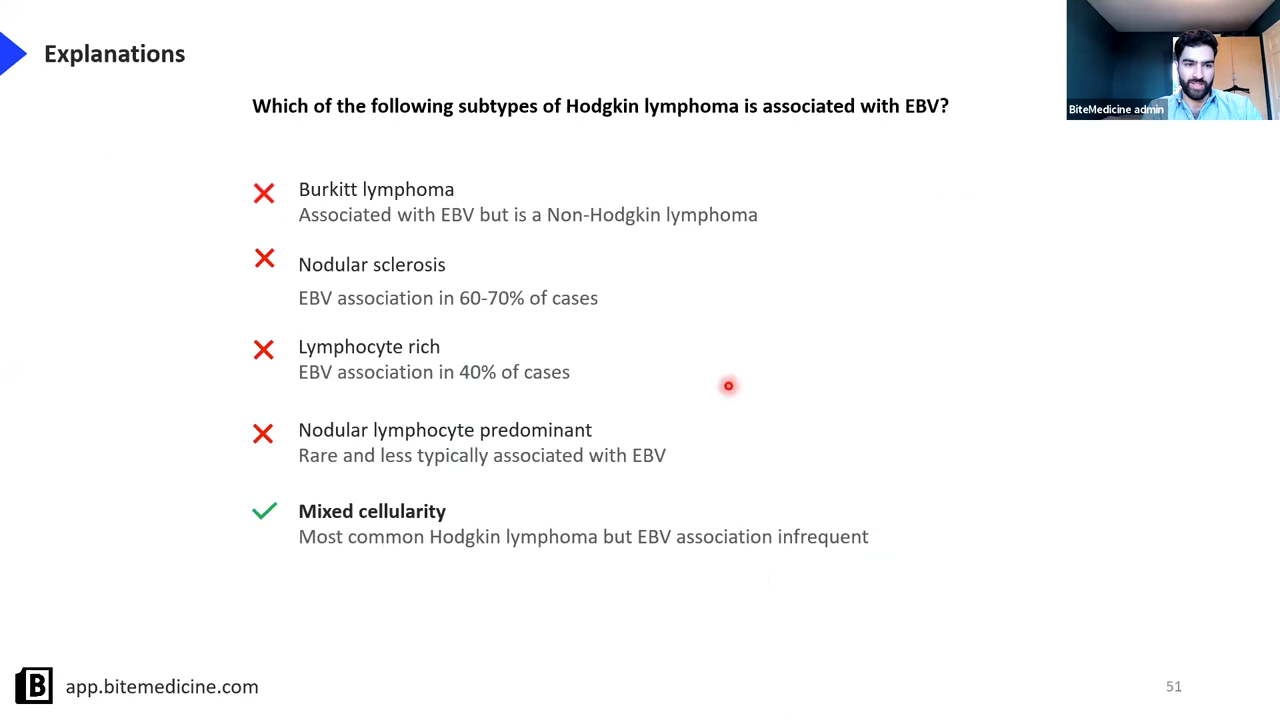 Explanations
BiteMedicine admin
Which of the following subtypes of Hodgkin lymphoma is associated with EBV?
Burkitt lymphoma
Associated with EBV but is a Non-Hodgkin lymphoma
Nodular sclerosis
EBV association in 60-70% of cases
Lymphocyte rich
EBV association in 40% of cases
Nodular lymphocyte predominant
Rare and less typically associated with EBV
Mixed cellularity
Most common Hodgkin lymphoma but EBV association infrequent
B app.bitemedicine.com
51